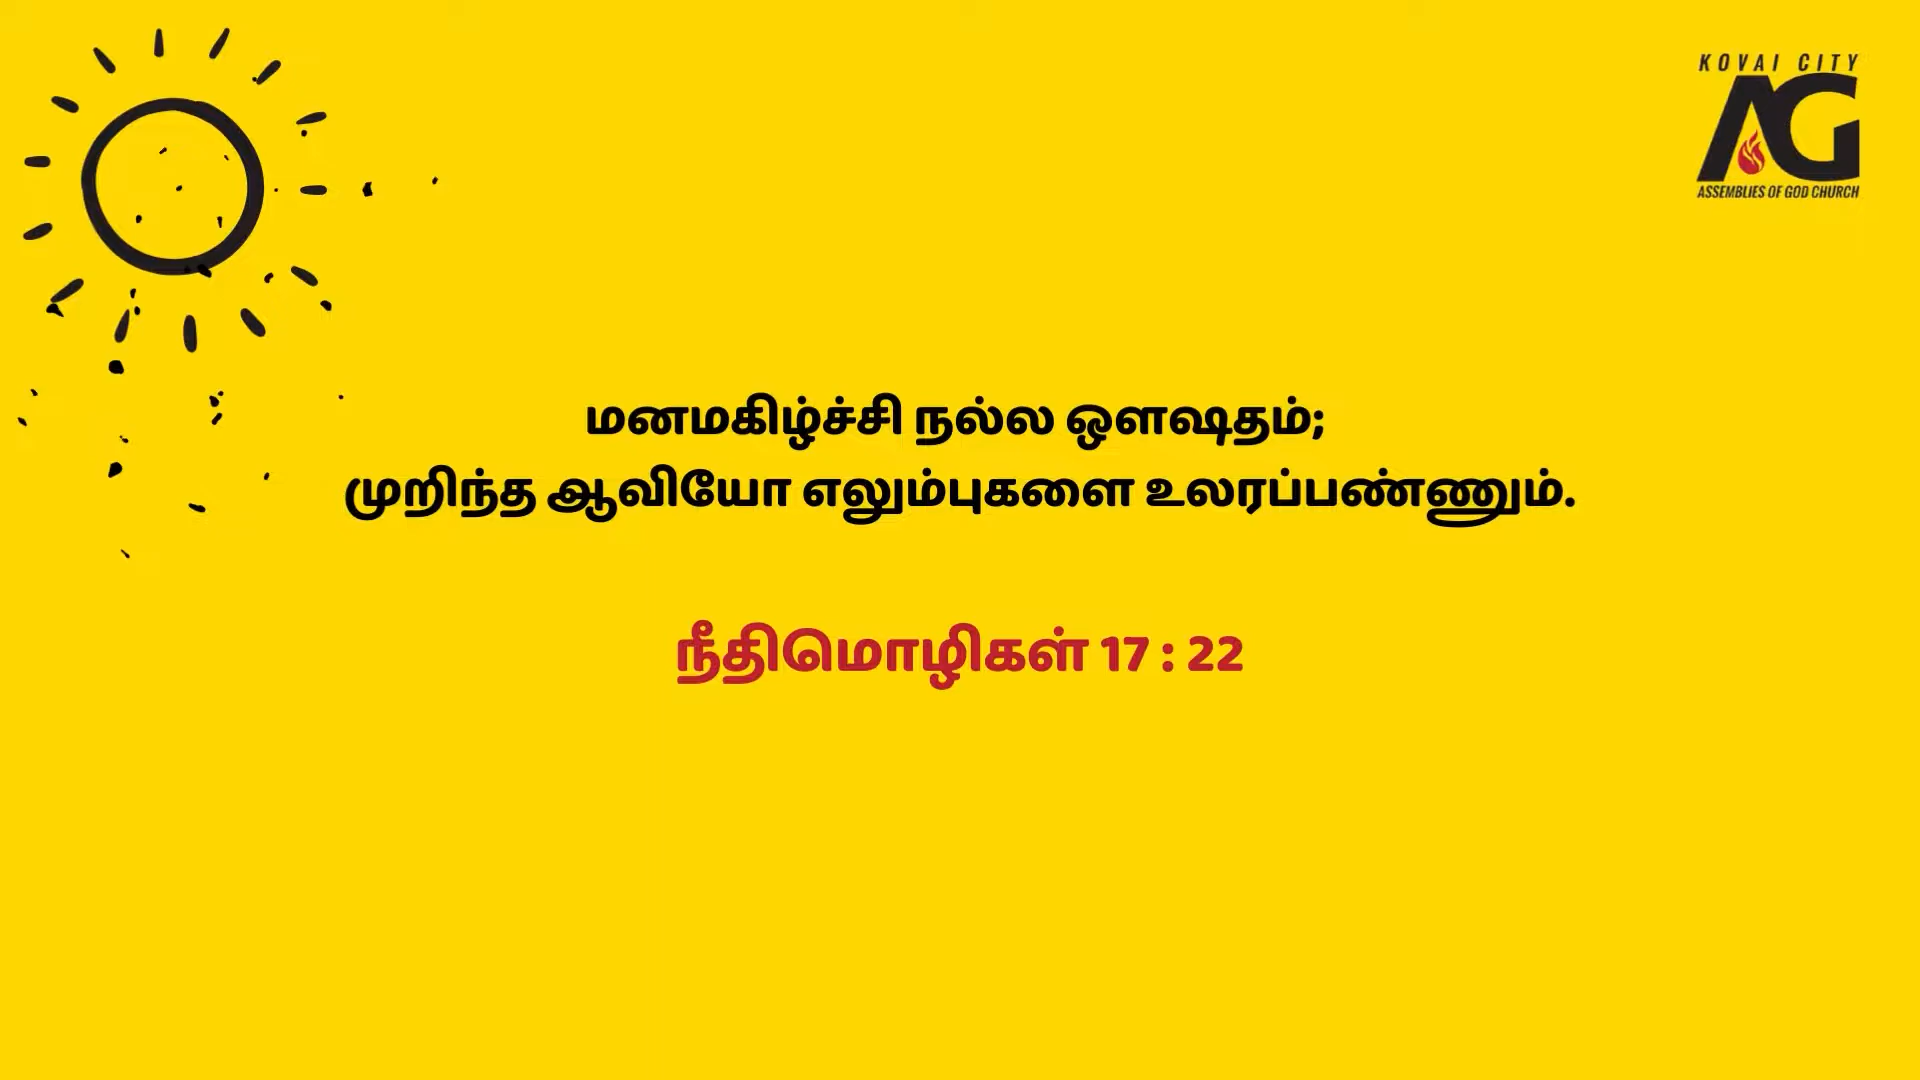 KOVAI CITY
AG
ASSEMBLIES OF GOD CHURCH
மனமகிழ்ச்சி நல்ல ஔஷதம்;
முறிந்த ஆவியோ எலும்புகளை உலரப்பண்ணும்.
நீதிமொழிகள் 17 : 22